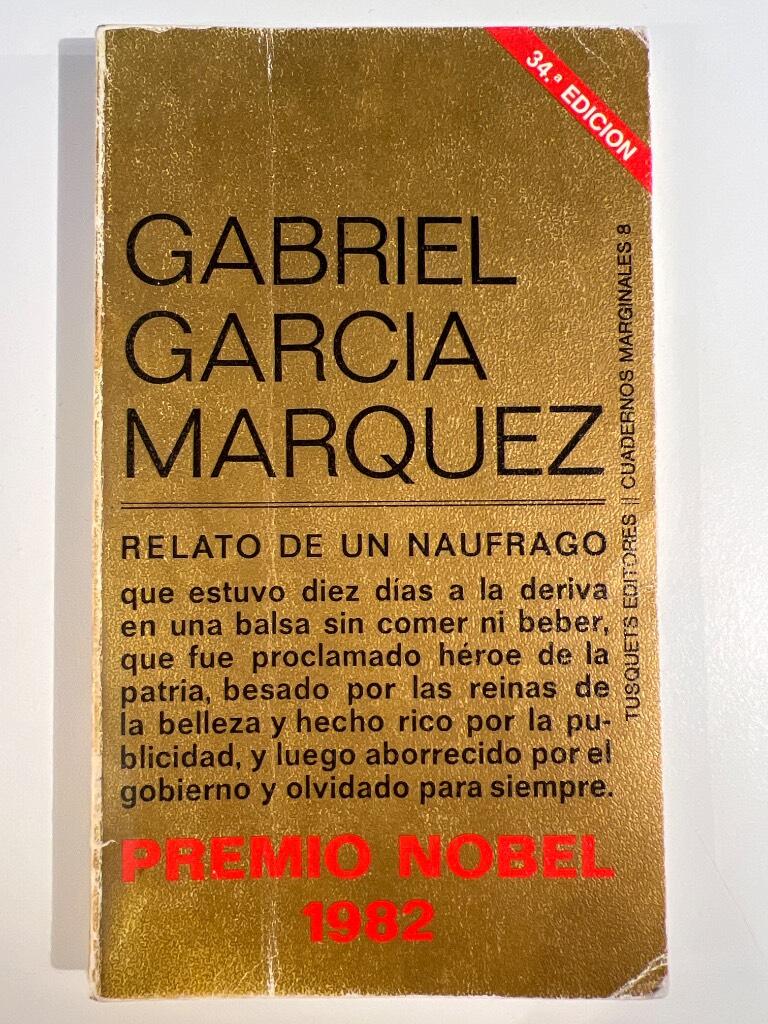 34.ª EDICION
GABRIEL
GARCIA
MARQUEZ
RELATO DE UN NAUFRAGO
que estuvo diez días a la deriva
en una balsa sin comer ni beber,
que fue proclamado héroe de la
patria, besado por las reinas de
la belleza y hecho rico por la pu-
blicidad, y luego aborrecido por el
gobierno y olvidado para siempre.
PREMIO NOBEL
1982
TUSQUETS EDITORES || CUADERNOS MARGINALES 8